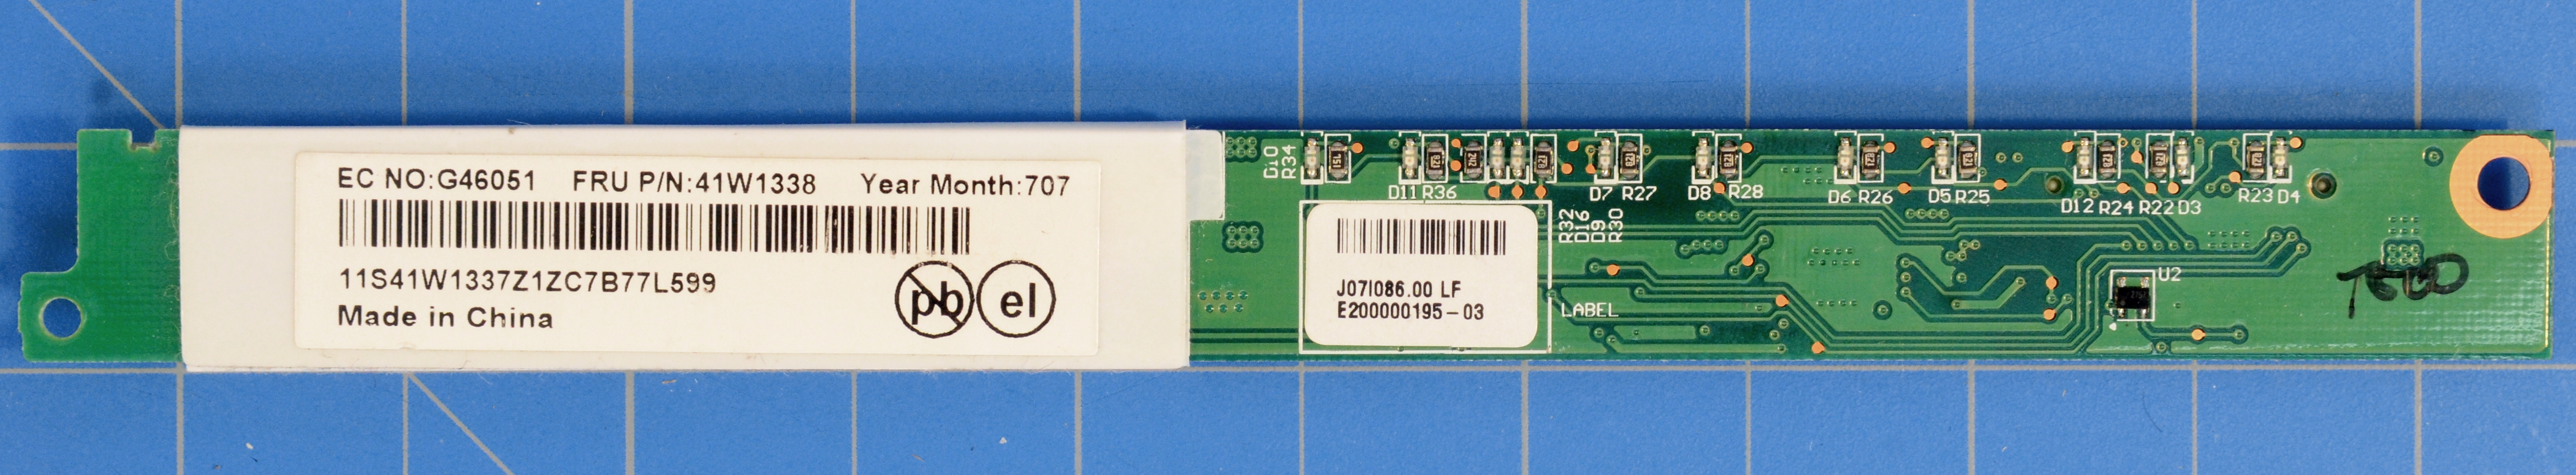 EC NO:G46051 FRU P/N:41W1338 Year Month:707
11S41W1337Z1ZC7B77L599
Made in China
pb el
D10
R34
D11 R36
D7 R27
D8 R28
D6 R26
D5 R25
D12 R24 R22 D3
R23 D4
R32
D16
D9
R30
J07I086.00 LF
E200000195-03
LABEL
U2